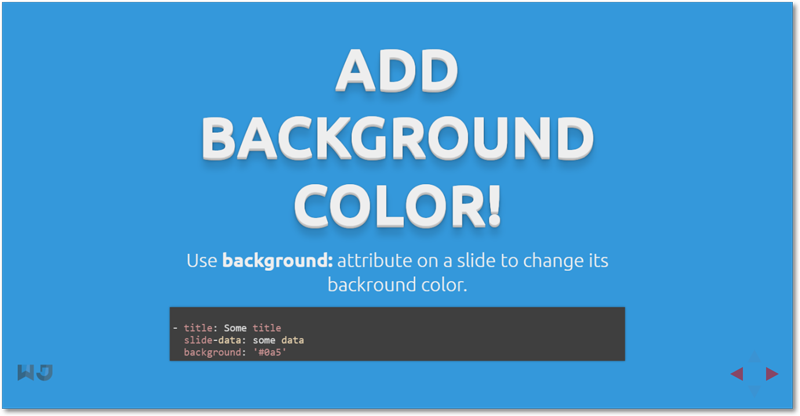 ADD
BACKGROUND
COLOR!
Use background: attribute on a slide to change its
backround color.
- title: Some title
slide-data: some data
background: '#0a5'
WJ